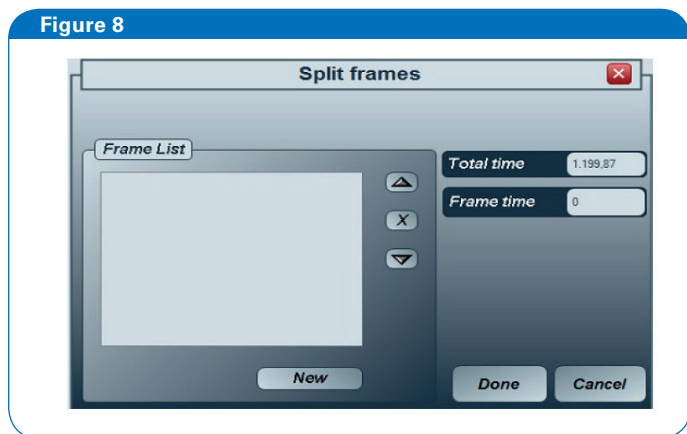 Figure 8
Split frames
Frame List
Total time 1.199,87
Frame time 0
X
New
Done Cancel